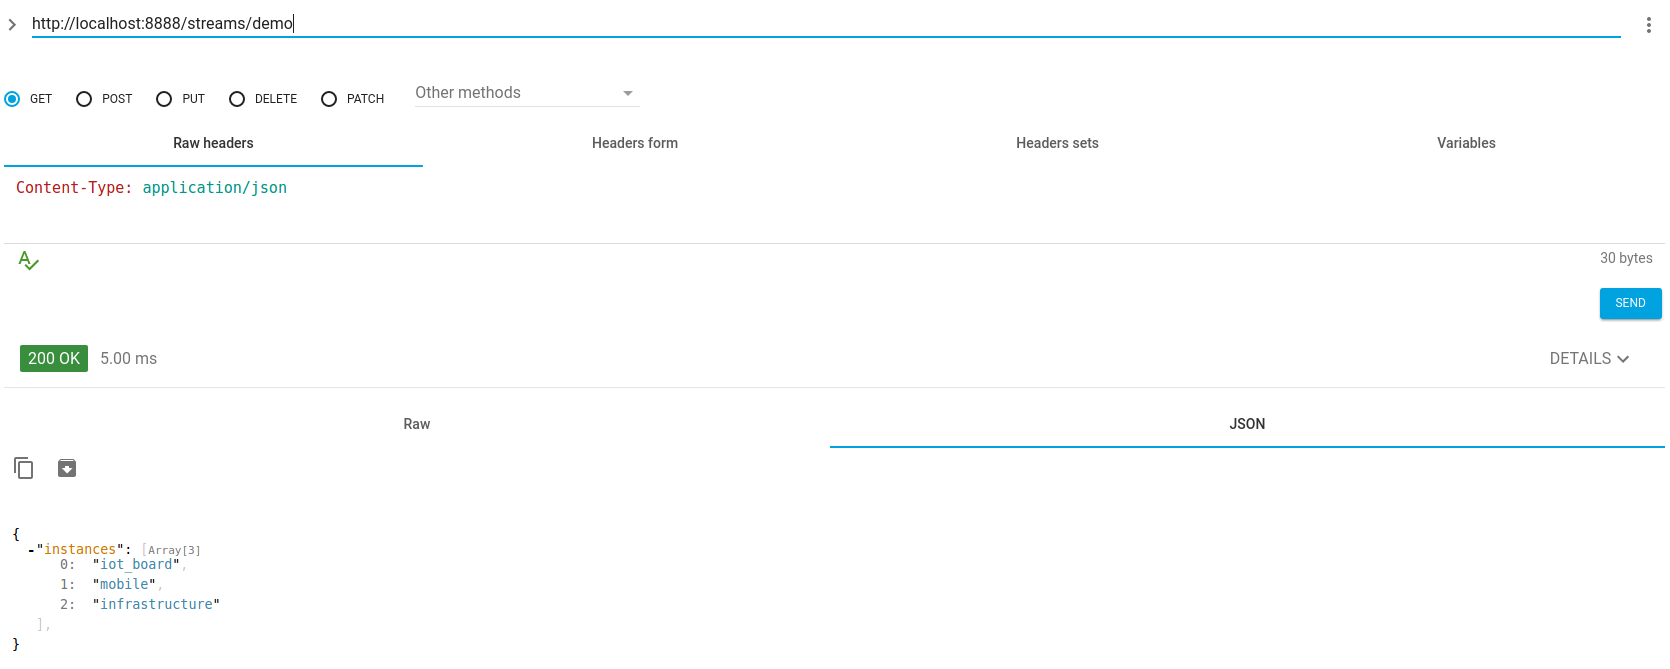 http://localhost:8888/streams/demo
GET POST PUT DELETE PATCH Other methods
Raw headers Headers form Headers sets Variables
Content-Type: application/json
30 bytes
SEND
200 OK 5.00 ms DETAILS
Raw JSON
{
-"instances": [Array[3]
0: "iot_board",
1: "mobile",
2: "infrastructure"
],
}